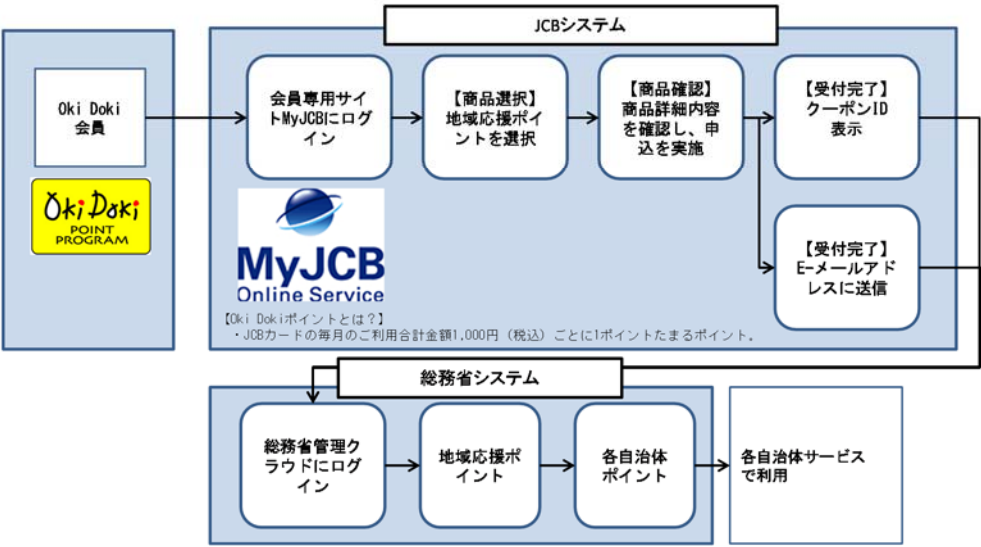 JCBシステム
Oki Doki
会員
会員専用サイ
トMyJCBにログ
イン
【商品選択】
地域応援ポイ
ントを選択
【商品確認】
商品詳細内容
を確認し、申
込を実施
【受付完了】
クーポンID
表示
Oki Doki
POINT
PROGRAM
MyJCB
Online Service
【受付完了】
E-メールアド
レスに送信
【Oki Dokiポイントとは？】
・JCBカードの毎月のご利用合計金額1,000円（税込）ごとに1ポイントたまるポイント。
総務省システム
総務省管理ク
ラウドにログ
イン
地域応援ポ
イント
各自治体
ポイント
各自治体サービス
で利用